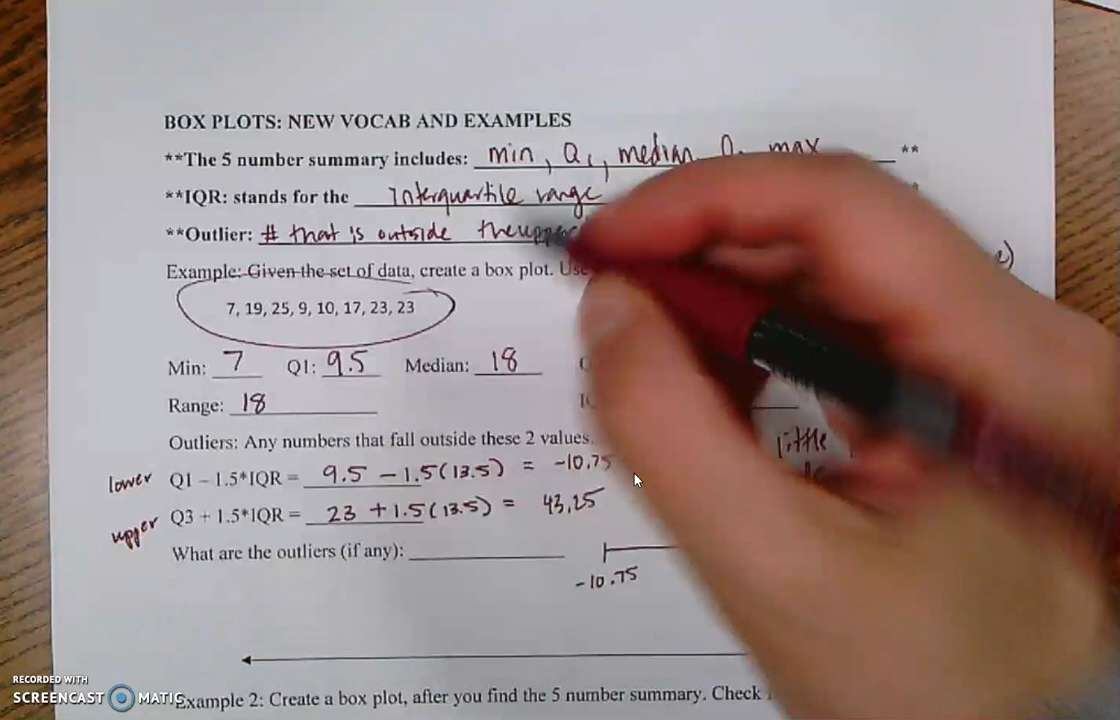 BOX PLOTS: NEW VOCAB AND EXAMPLES
**The 5 number summary includes: min, Q1, median, max **
**IQR: stands for the Interquartile range
**Outlier: # that is outside the upper
Example: Given the set of data, create a box plot. Use
7, 19, 25, 9, 10, 17, 23, 23
Min: 7 Q1: 9.5 Median: 18
Range: 18
Outliers: Any numbers that fall outside these 2 values.
little
lower Q1 – 1.5*IQR = 9.5 - 1.5(13.5) = -10.75
upper Q3 + 1.5*IQR = 23 + 1.5(13.5) = 43.25
What are the outliers (if any):
-10.75
Example 2: Create a box plot, after you find the 5 number summary. Check
RECORDED WITH
SCREENCAST MATIC